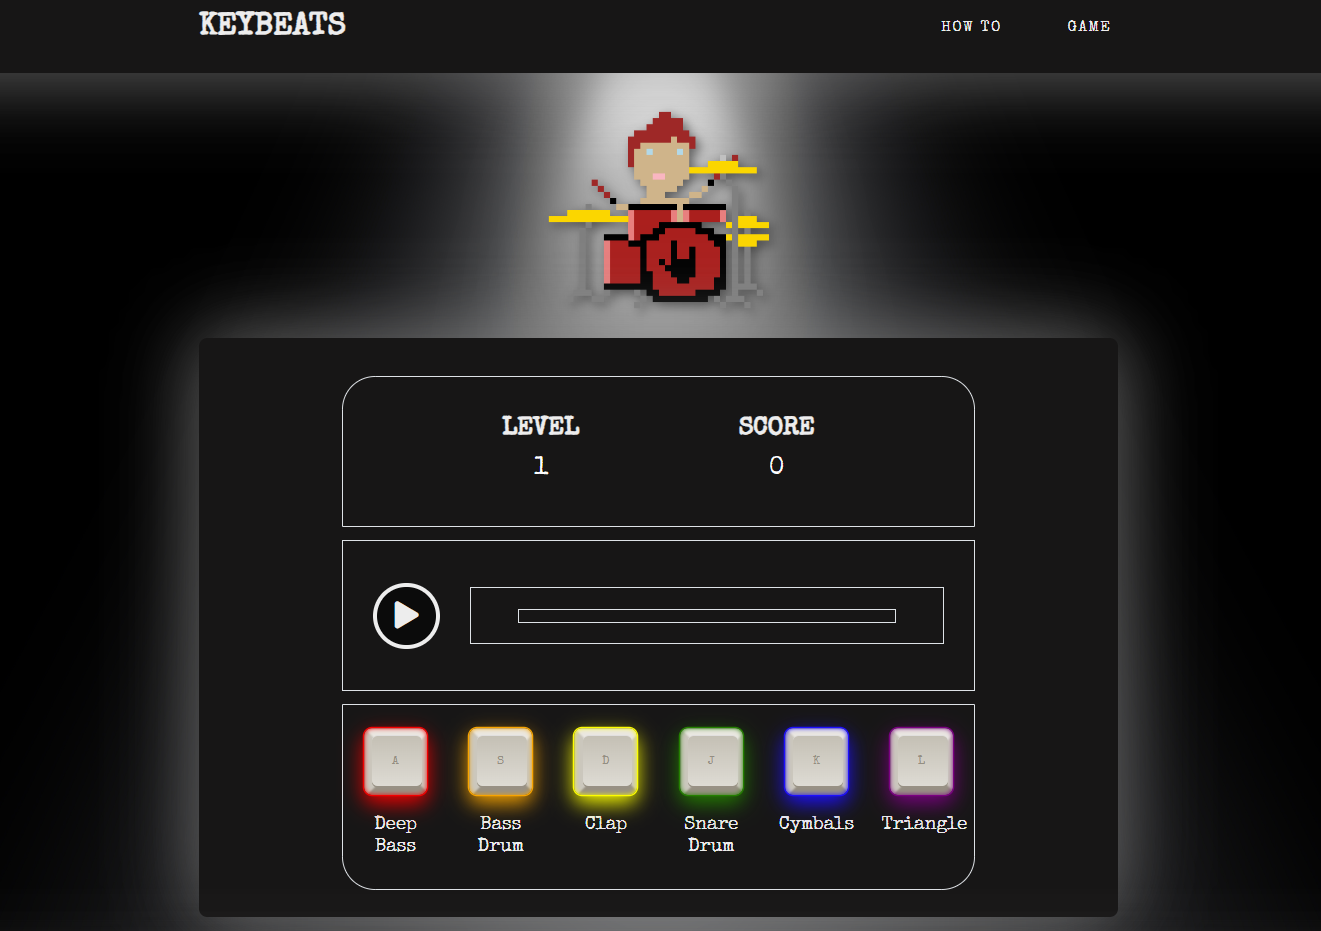 KEYBEATS
HOW TO
GAME
LEVEL
SCORE
1
0
A
S
D
J
K
L
Deep
Bass
Bass
Drum
Clap
Snare
Drum
Cymbals
Triangle